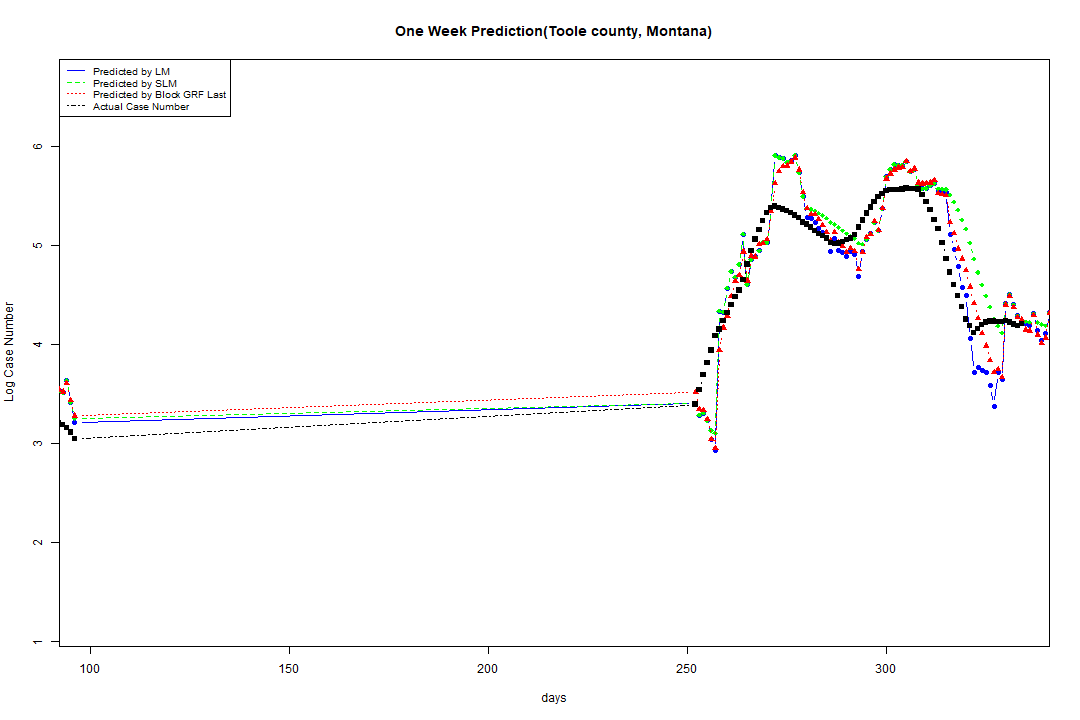 One Week Prediction(Toole county, Montana)
Predicted by LM
Predicted by SLM
Predicted by Block GRF Last
Actual Case Number
6
5
4
3
2
1
Log Case Number
100 150 200 250 300
days